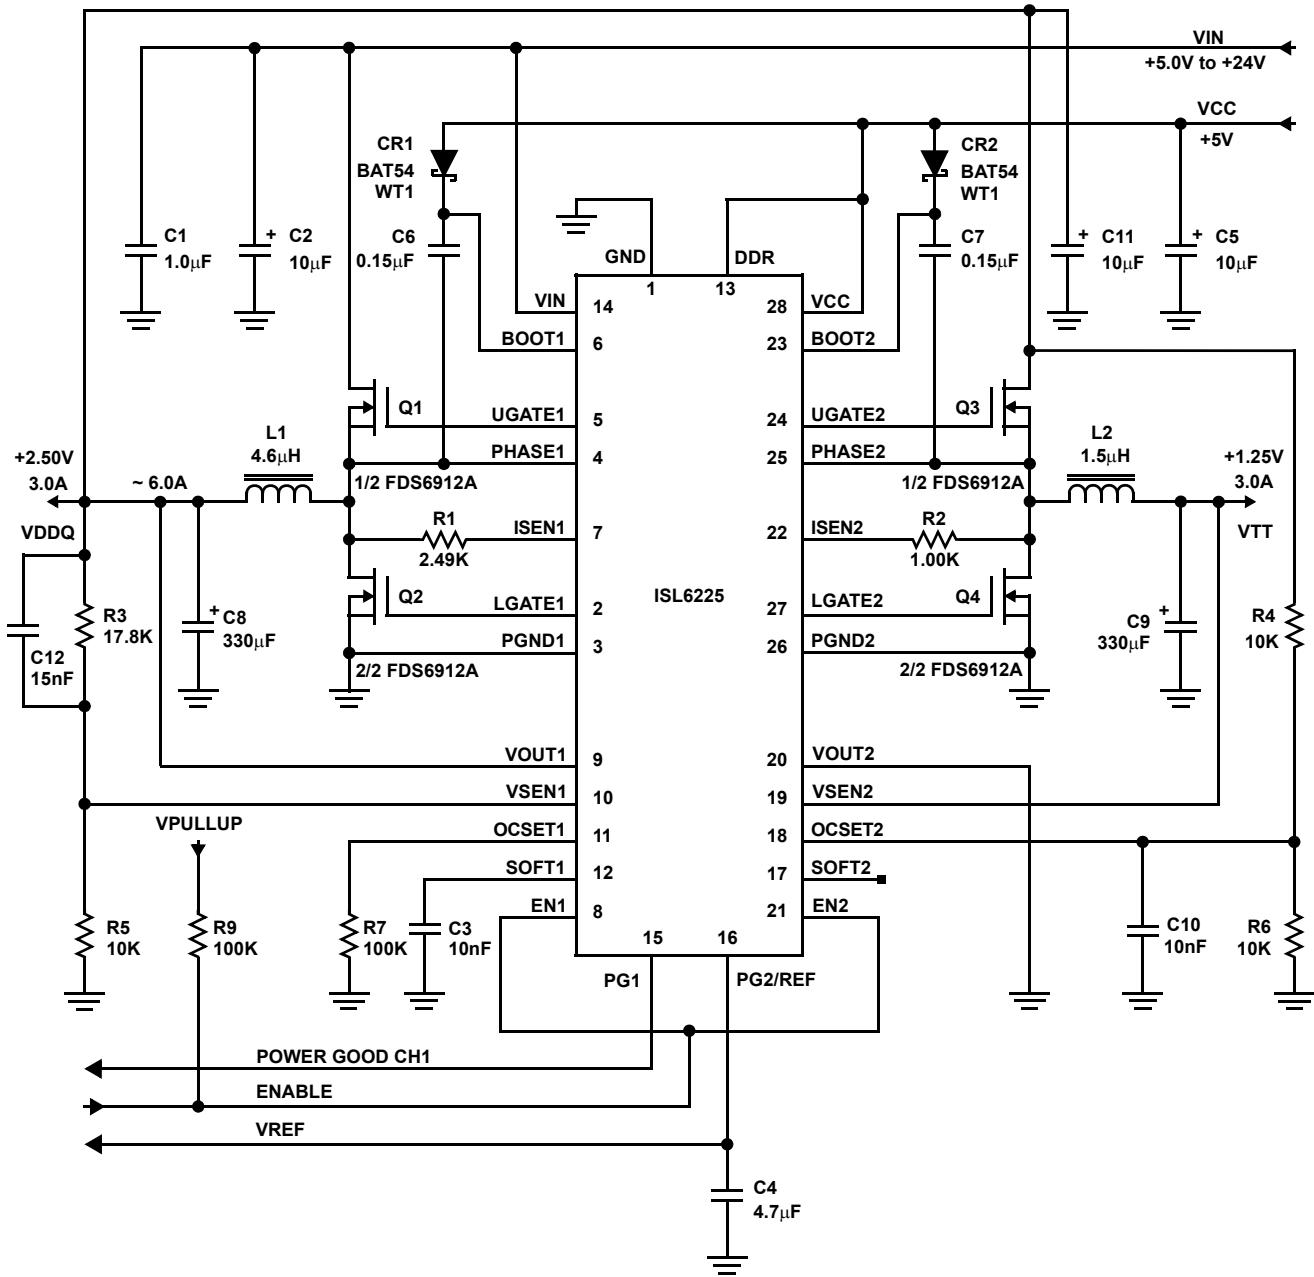 VIN
+5.0V to +24V
VCC
+5V
CR1
BAT54
WT1
CR2
BAT54
WT1
C1
1.0μF
+
C2
10μF
C6
0.15μF
GND
1
DDR
13
C7
0.15μF
+
C11
10μF
+
C5
10μF
VIN
14
28
VCC
BOOT1
6
23
BOOT2
Q1
UGATE1
5
24
UGATE2
Q3
L1
4.6μH
PHASE1
4
25
PHASE2
L2
1.5μH
+2.50V
3.0A
~ 6.0A
1/2 FDS6912A
1/2 FDS6912A
+1.25V
3.0A
VDDQ
R1
2.49K
ISEN1
7
22
ISEN2
R2
1.00K
VTT
Q2
LGATE1
2
ISL6225
27
LGATE2
Q4
R3
17.8K
+
C8
330μF
PGND1
3
26
PGND2
C9
330μF
+
R4
10K
C12
15nF
2/2 FDS6912A
2/2 FDS6912A
VOUT1
9
20
VOUT2
VSEN1
10
19
VSEN2
VPULLUP
OCSET1
11
18
OCSET2
SOFT1
12
17
SOFT2
EN1
8
21
EN2
R5
10K
R9
100K
R7
100K
C3
10nF
15
16
C10
10nF
R6
10K
PG1
PG2/REF
POWER GOOD CH1
ENABLE
VREF
C4
4.7μF